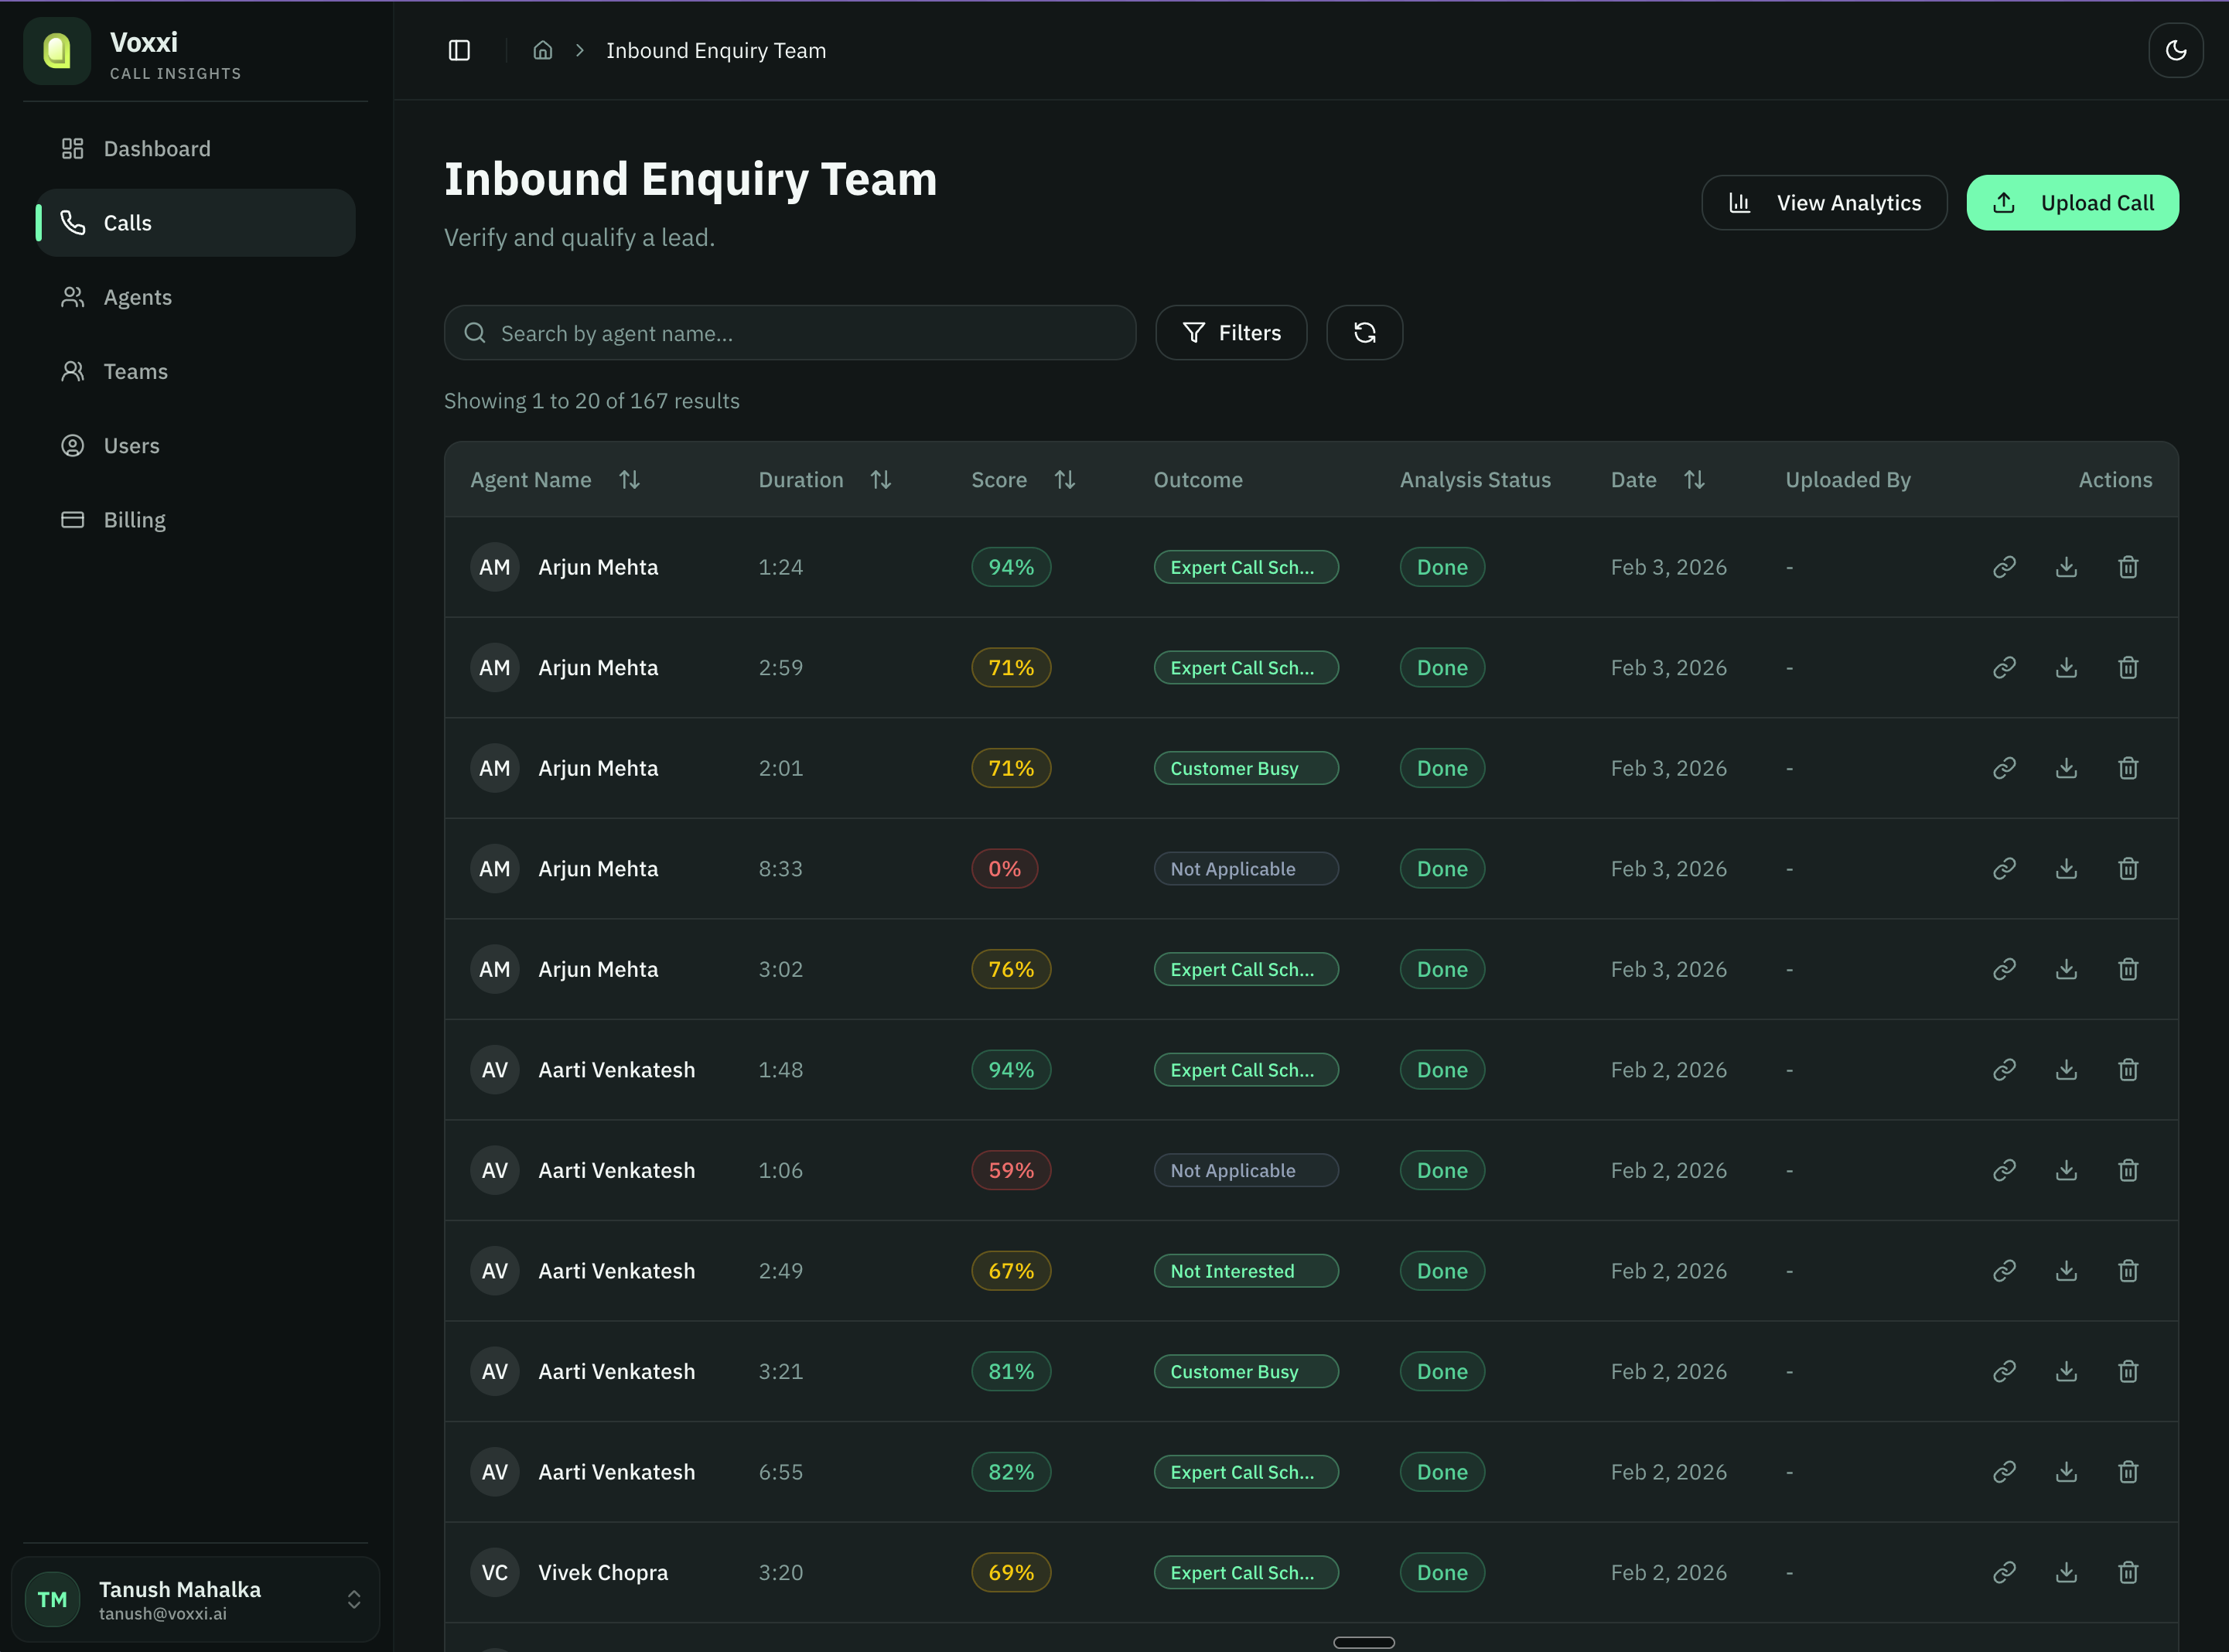 Voxxi
CALL INSIGHTS
Dashboard
Calls
Agents
Teams
Users
Billing
TM
Tanush Mahalka
tanush@voxxi.ai
Inbound Enquiry Team
Inbound Enquiry Team
Verify and qualify a lead.
View Analytics
Upload Call
Search by agent name...
Filters
Showing 1 to 20 of 167 results
Agent Name Duration Score Outcome Analysis Status Date Uploaded By Actions
AM Arjun Mehta 1:24 94% Expert Call Sch... Done Feb 3, 2026 -
AM Arjun Mehta 2:59 71% Expert Call Sch... Done Feb 3, 2026 -
AM Arjun Mehta 2:01 71% Customer Busy Done Feb 3, 2026 -
AM Arjun Mehta 8:33 0% Not Applicable Done Feb 3, 2026 -
AM Arjun Mehta 3:02 76% Expert Call Sch... Done Feb 3, 2026 -
AV Aarti Venkatesh 1:48 94% Expert Call Sch... Done Feb 2, 2026 -
AV Aarti Venkatesh 1:06 59% Not Applicable Done Feb 2, 2026 -
AV Aarti Venkatesh 2:49 67% Not Interested Done Feb 2, 2026 -
AV Aarti Venkatesh 3:21 81% Customer Busy Done Feb 2, 2026 -
AV Aarti Venkatesh 6:55 82% Expert Call Sch... Done Feb 2, 2026 -
VC Vivek Chopra 3:20 69% Expert Call Sch... Done Feb 2, 2026 -